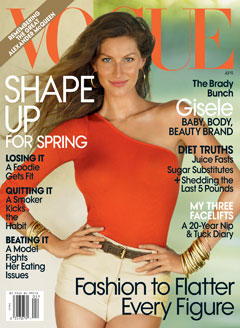 REMEMBERING
THE GREAT
ALEXANDER McQUEEN
VOGUE
APR
SHAPE
UP
FOR SPRING
LOSING IT
A Foodie
Gets Fit
QUITTING IT
A Smoker
Kicks
the
Habit
BEATING IT
A Model
Fights
Her Eating
Issues
The Brady
Bunch
Gisele
BABY, BODY,
BEAUTY BRAND
DIET TRUTHS
Juice Fasts
Sugar Substitutes
+ Shedding the
Last 5 Pounds
MY THREE
FACELIFTS
A 20-Year Nip
& Tuck Diary
Fashion to Flatter
Every Figure